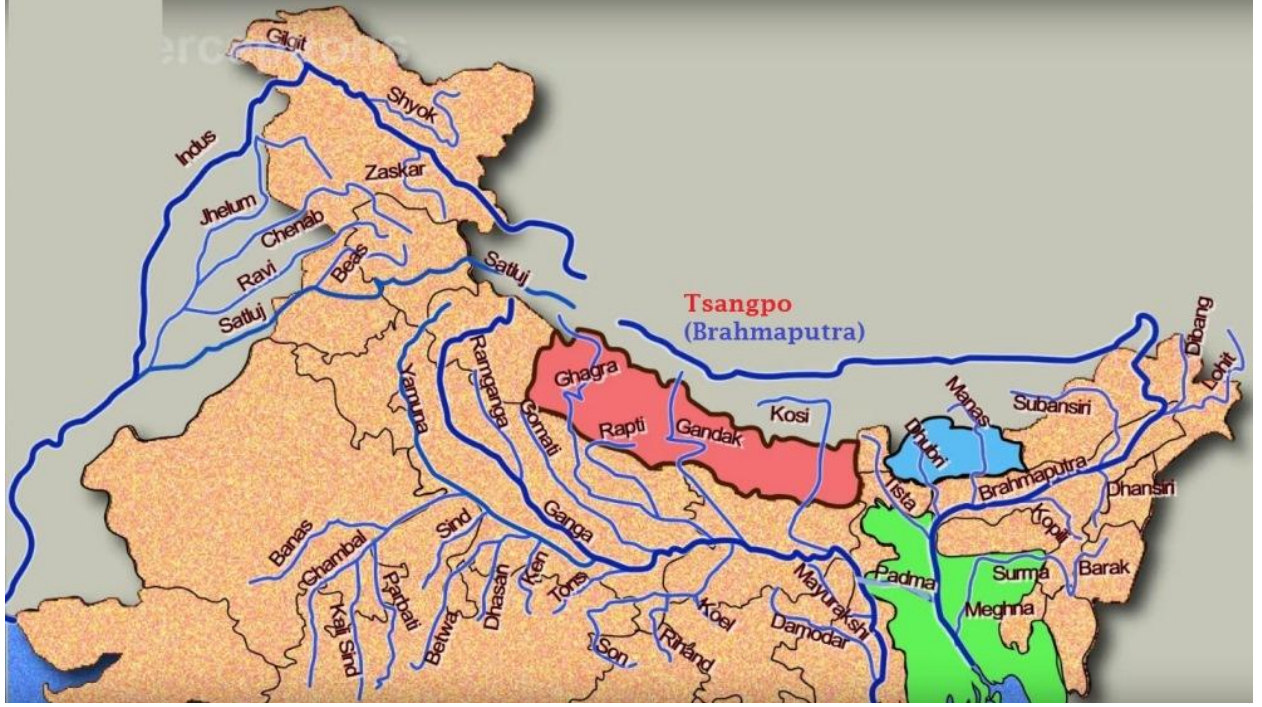 Gilgit
Shyok
Indus
Zaskar
Jhelum
Chenab
Ravi
Beas
Satluj
Satluj
Tsangpo
(Brahmaputra)
Dibang
Lohit
Ramganga
Yamuna
Ghagra
Gomati
Rapti
Gandak
Kosi
Manas
Subansiri
Dhubri
Brahmaputra
Tista
Dhansiri
Kopili
Banas
Chambal
Sind
Ganga
Kali Sind
Parbati
Betwa
Dhasan
Ken
Tons
Son
Rihand
Koel
Mayurakshi
Damodar
Padma
Surma
Barak
Meghna